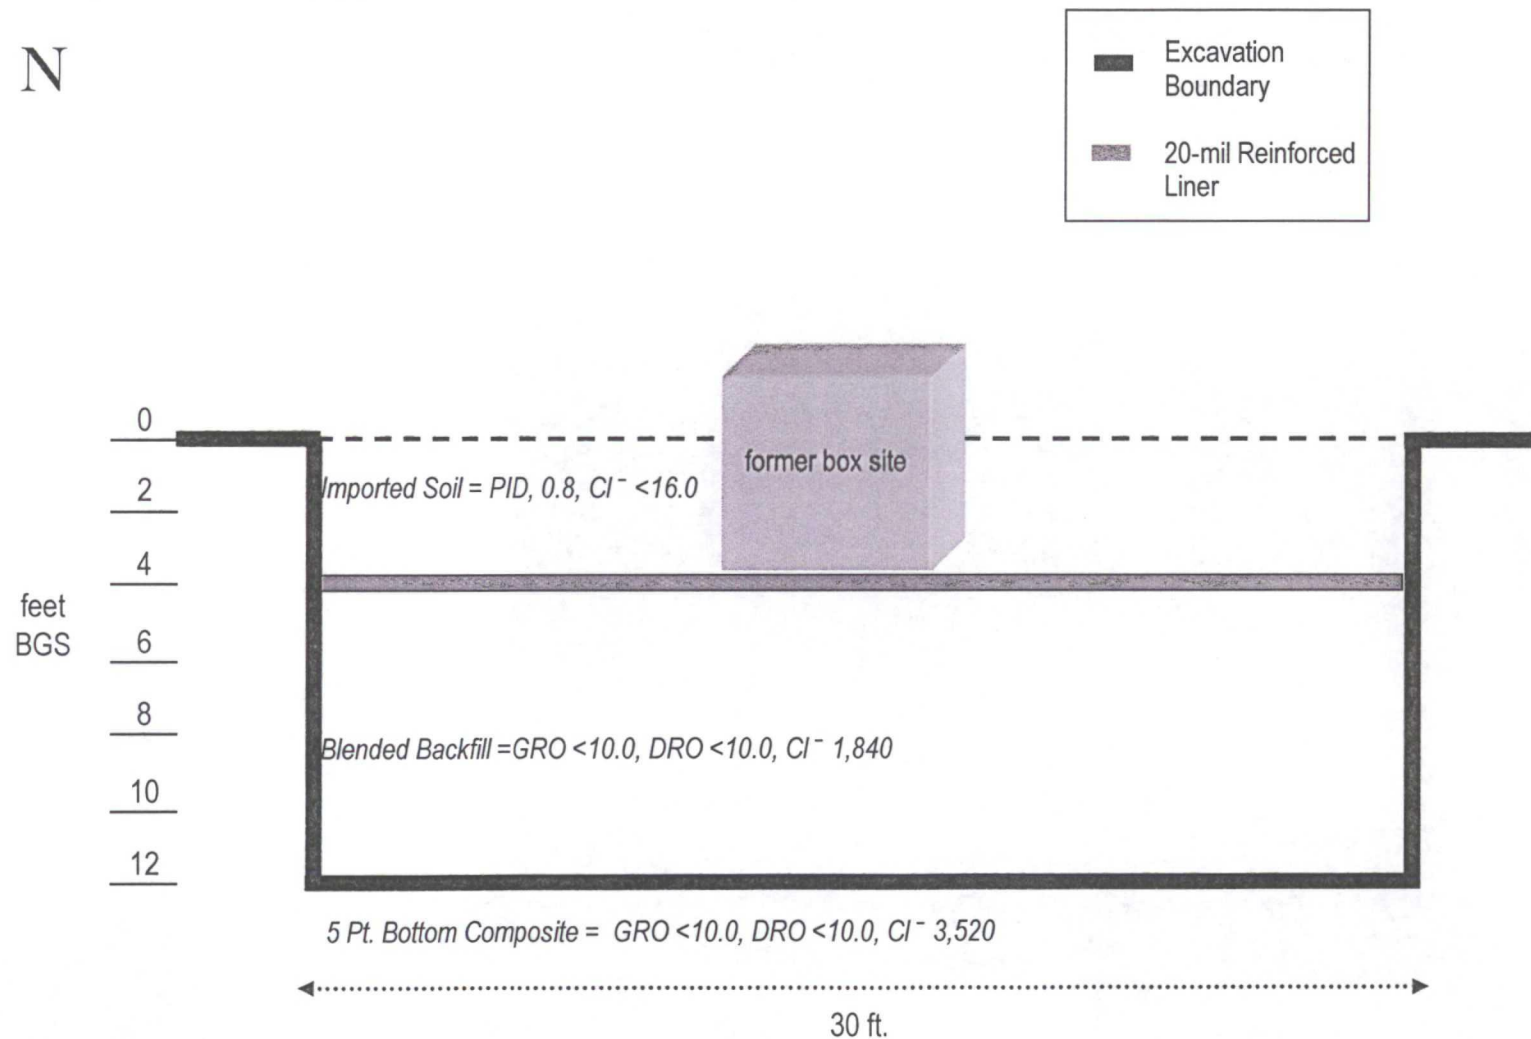 N
Excavation
Boundary
20-mil Reinforced
Liner
0
former box site
Imported Soil = PID, 0.8, Cl⁻ <16.0
2
4
feet
BGS
6
8
Blended Backfill =GRO <10.0, DRO <10.0, Cl⁻ 1,840
10
12
5 Pt. Bottom Composite = GRO <10.0, DRO <10.0, Cl⁻ 3,520
30 ft.